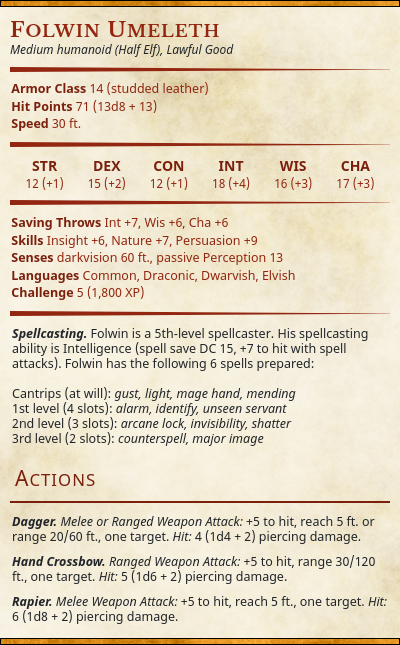 Folwin Umeleth
Medium humanoid (Half Elf), Lawful Good
Armor Class 14 (studded leather)
Hit Points 71 (13d8 + 13)
Speed 30 ft.
STR DEX CON INT WIS CHA
12 (+1) 15 (+2) 12 (+1) 18 (+4) 16 (+3) 17 (+3)
Saving Throws Int +7, Wis +6, Cha +6
Skills Insight +6, Nature +7, Persuasion +9
Senses darkvision 60 ft., passive Perception 13
Languages Common, Draconic, Dwarvish, Elvish
Challenge 5 (1,800 XP)
Spellcasting. Folwin is a 5th-level spellcaster. His spellcasting
ability is Intelligence (spell save DC 15, +7 to hit with spell
attacks). Folwin has the following 6 spells prepared:
Cantrips (at will): gust, light, mage hand, mending
1st level (4 slots): alarm, identify, unseen servant
2nd level (3 slots): arcane lock, invisibility, shatter
3rd level (2 slots): counterspell, major image
Actions
Dagger. Melee or Ranged Weapon Attack: +5 to hit, reach 5 ft. or
range 20/60 ft., one target. Hit: 4 (1d4 + 2) piercing damage.
Hand Crossbow. Ranged Weapon Attack: +5 to hit, range 30/120
ft., one target. Hit: 5 (1d6 + 2) piercing damage.
Rapier. Melee Weapon Attack: +5 to hit, reach 5 ft., one target. Hit:
6 (1d8 + 2) piercing damage.